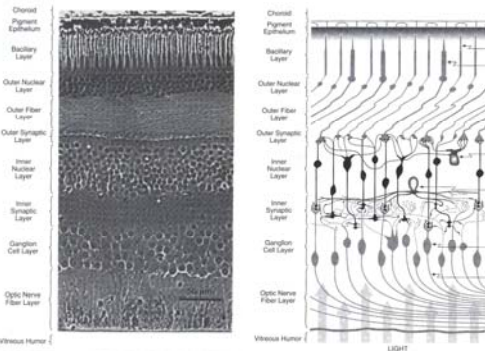 Choroid
Pigment
Epithelium
Bacillary
Layer
Outer Nuclear
Layer
Outer Fiber
Layer
Outer Synaptic
Layer
Inner
Nuclear
Layer
Inner
Synaptic
Layer
Ganglion
Cell Layer
Optic Nerve
Fiber Layer
Vitreous Humor
Choroid
Pigment
Epithelium
Bacillary
Layer
Outer Nuclear
Layer
Outer Fiber
Layer
Outer Synaptic
Layer
Inner
Nuclear
Layer
Inner
Synaptic
Layer
Ganglion
Cell Layer
Optic Nerve
Fiber Layer
Vitreous Humor
LIGHT